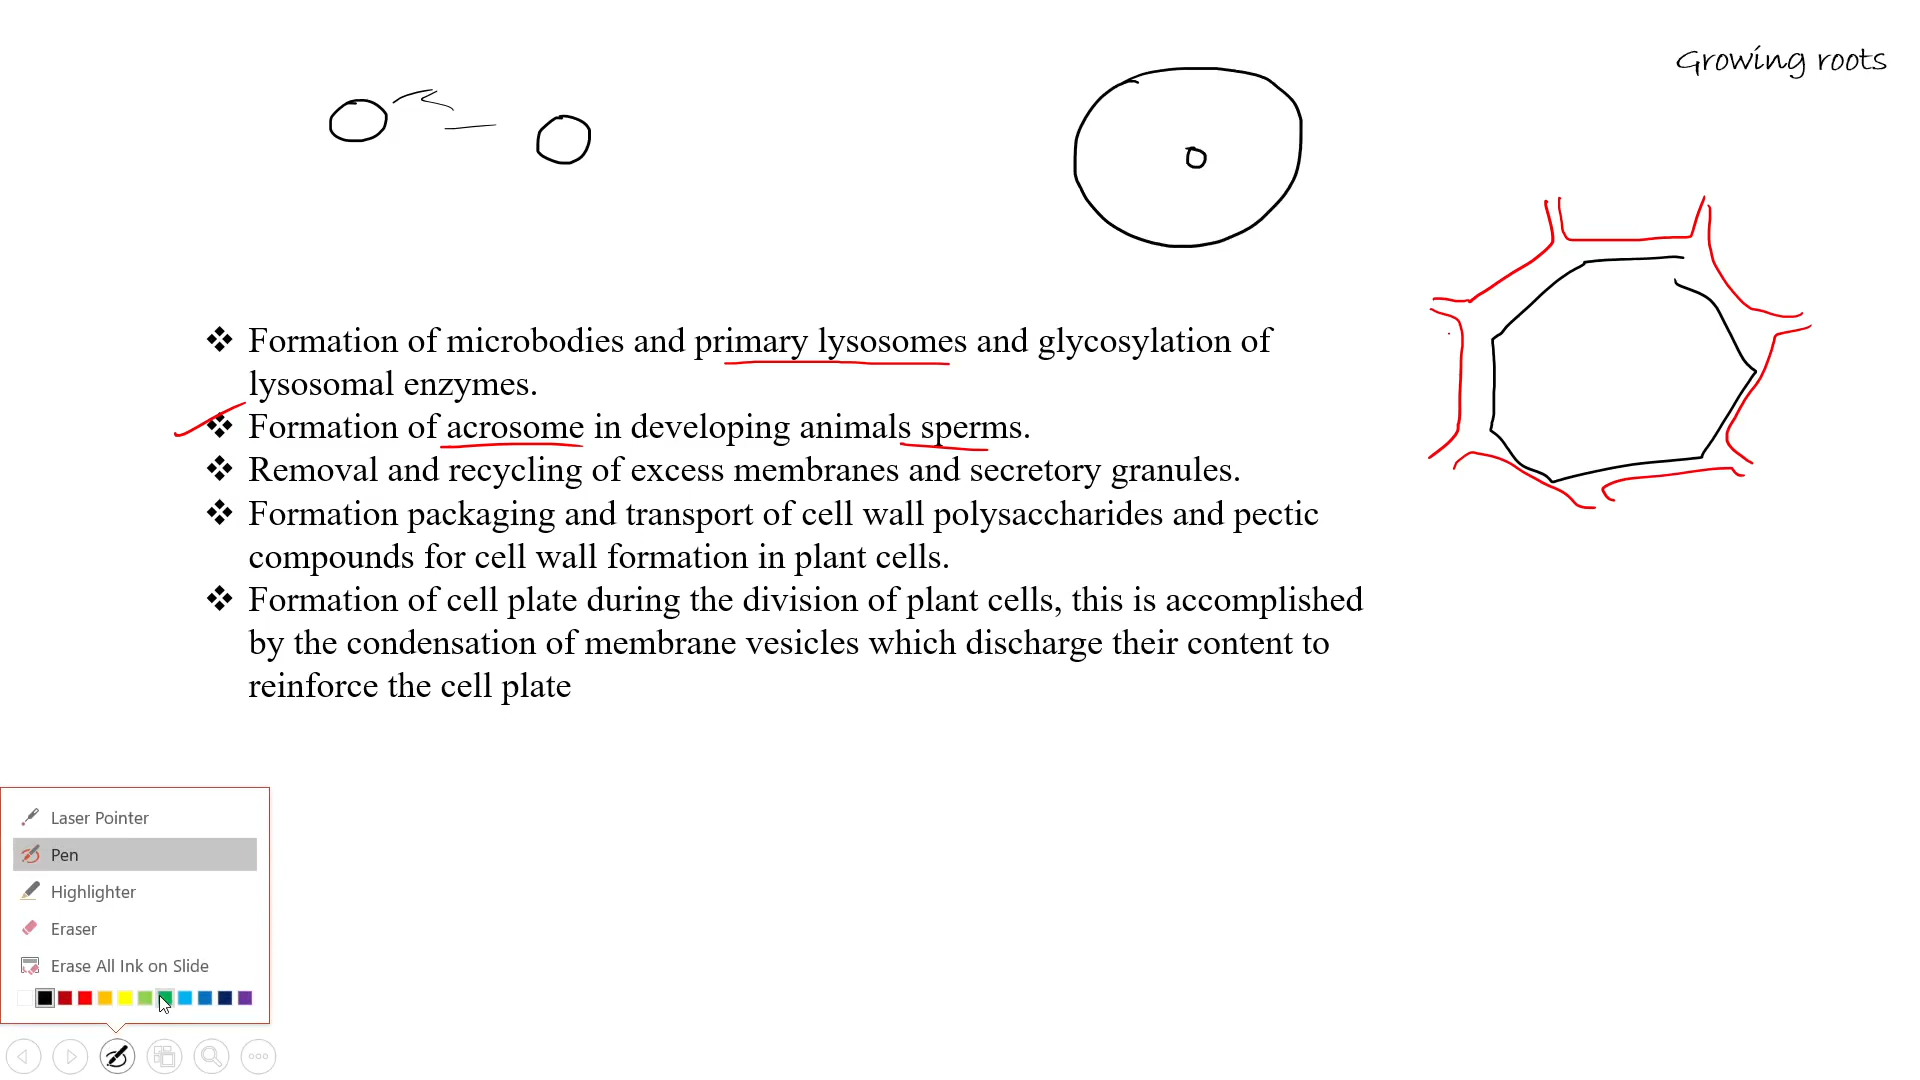 Growing roots
❖ Formation of microbodies and primary lysosomes and glycosylation of
lysosomal enzymes.
❖ Formation of acrosome in developing animals sperms.
❖ Removal and recycling of excess membranes and secretory granules.
❖ Formation packaging and transport of cell wall polysaccharides and pectic
compounds for cell wall formation in plant cells.
❖ Formation of cell plate during the division of plant cells, this is accomplished
by the condensation of membrane vesicles which discharge their content to
reinforce the cell plate
Laser Pointer
Pen
Highlighter
Eraser
Erase All Ink on Slide